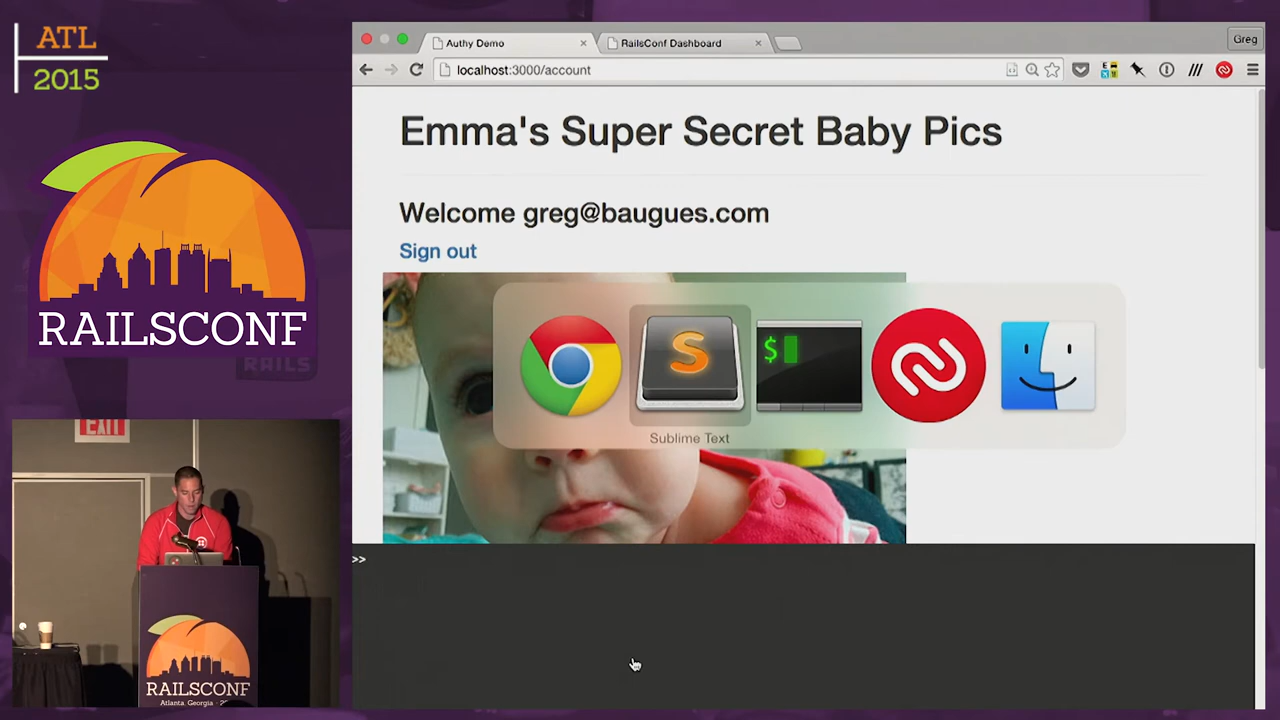 ATL
2015
RAILSCONF
RAILS
EXIT
RAILSCONF
Atlanta, Georgia
Authy Demo
RailsConf Dashboard
Greg
localhost:3000/account
Emma's Super Secret Baby Pics
Welcome greg@baugues.com
Sign out
S
$
Sublime Text
>>